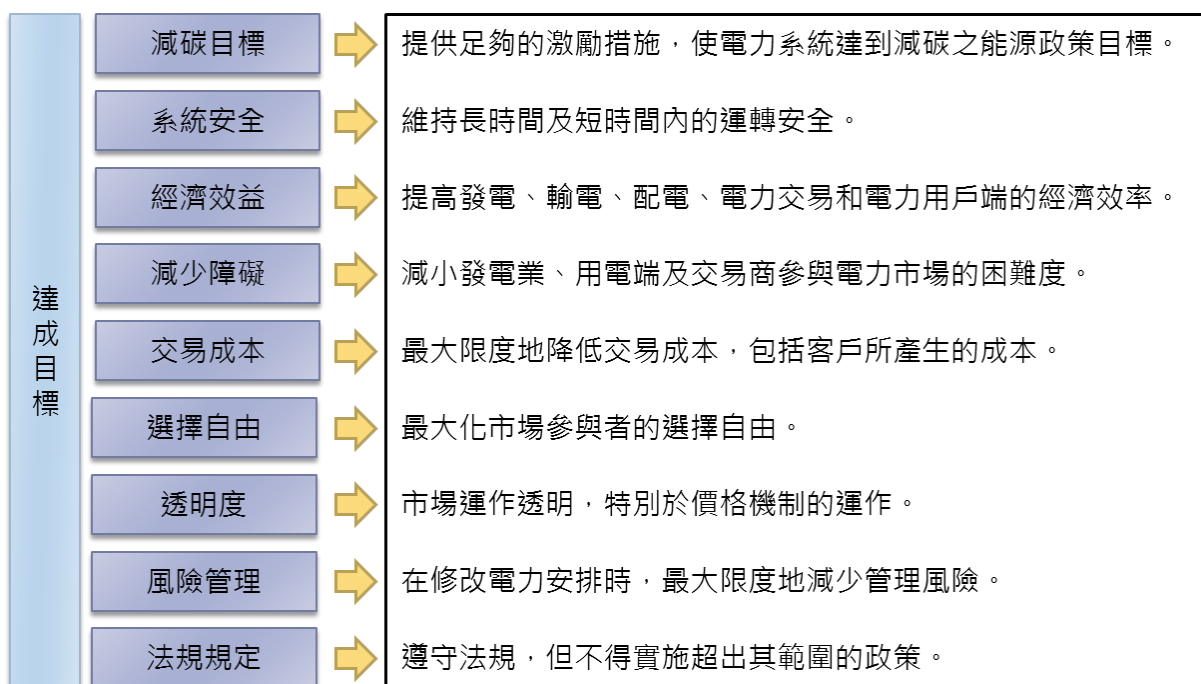 達成目標
減碳目標
提供足夠的激勵措施，使電力系統達到減碳之能源政策目標。
系統安全
維持長時間及短時間內的運轉安全。
經濟效益
提高發電、輸電、配電、電力交易和電力用戶端的經濟效率。
減少障礙
減小發電業、用電端及交易商參與電力市場的困難度。
交易成本
最大限度地降低交易成本，包括客戶所產生的成本。
選擇自由
最大化市場參與者的選擇自由。
透明度
市場運作透明，特別於價格機制的運作。
風險管理
在修改電力安排時，最大限度地減少管理風險。
法規規定
遵守法規，但不得實施超出其範圍的政策。